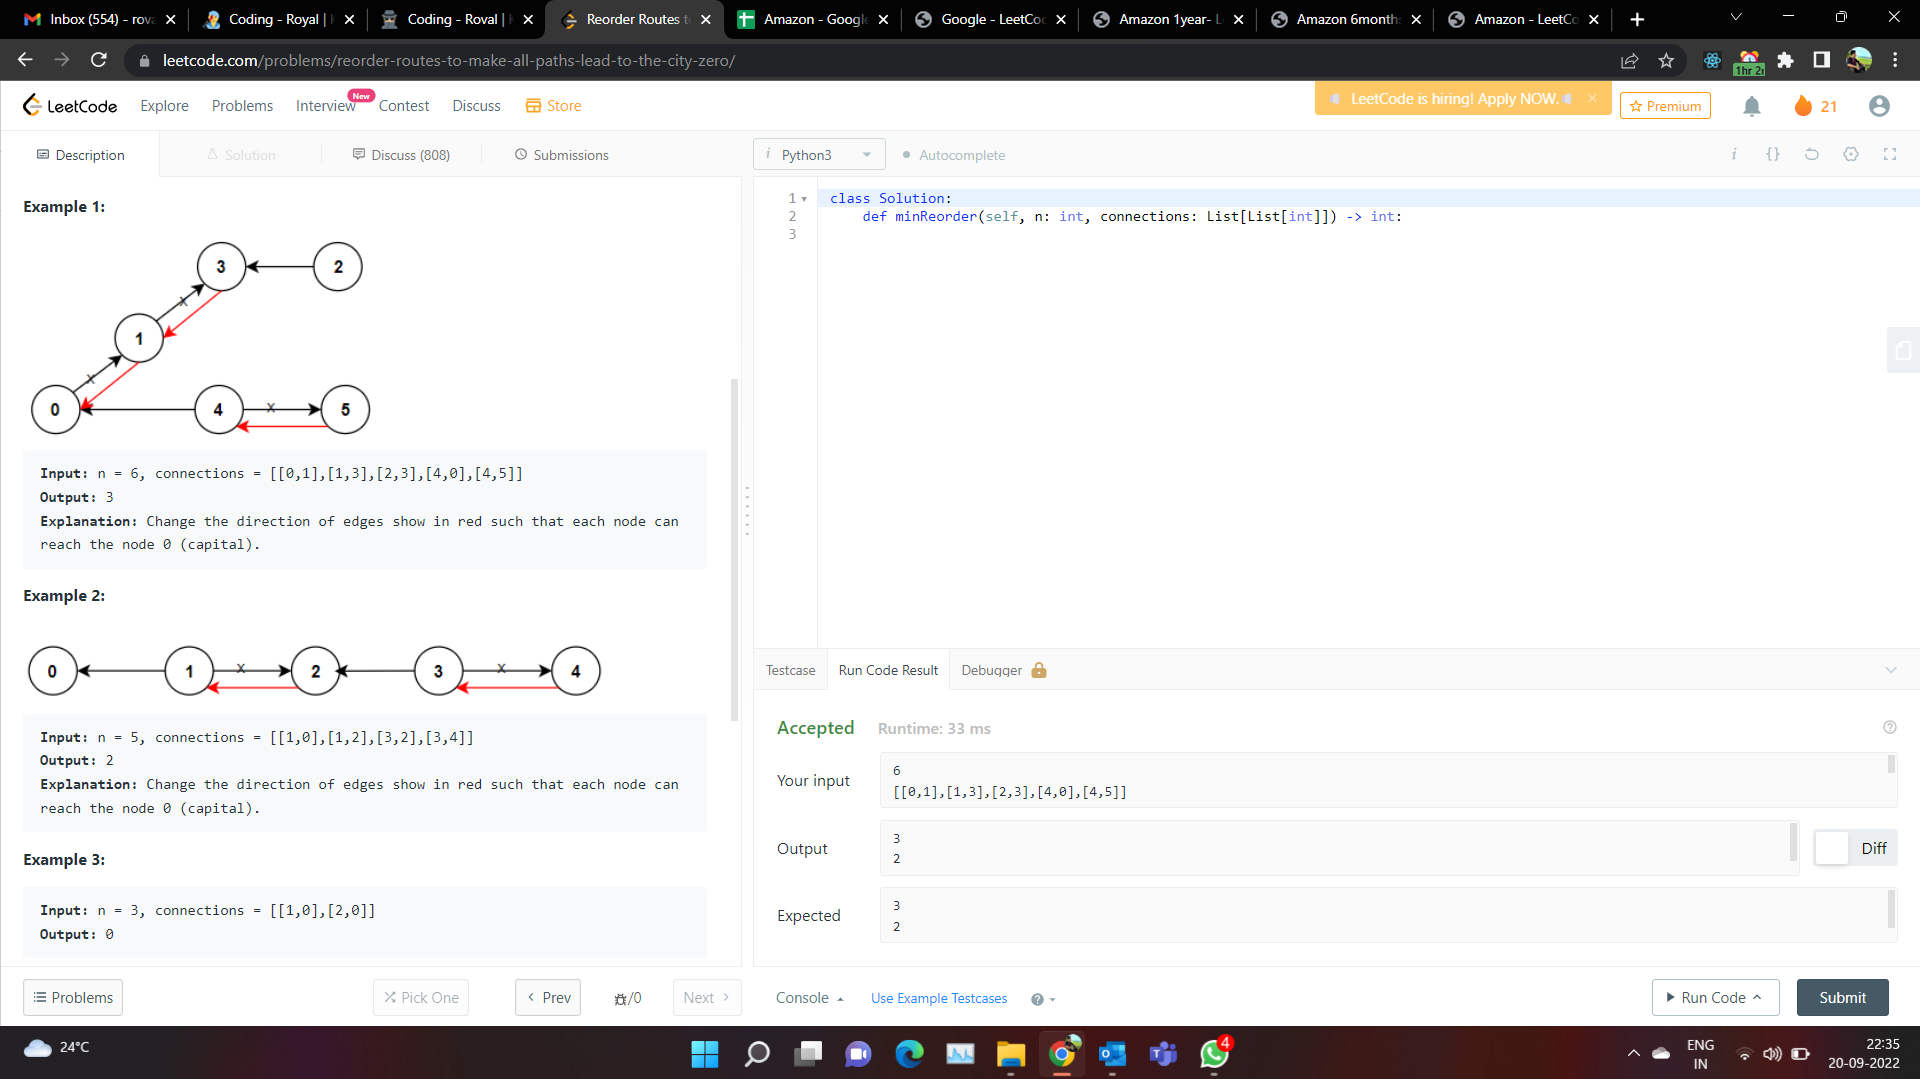 Inbox (554) - rova
Coding - Royal |
Coding - Royal |
Reorder Routes to
Amazon - Google
Google - LeetCo
Amazon 1year- L
Amazon 6month
Amazon - LeetCo
leetcode.com/problems/reorder-routes-to-make-all-paths-lead-to-the-city-zero/
1hr 2
LeetCode
Explore
Problems
Interview
New
Contest
Discuss
Store
LeetCode is hiring! Apply NOW.
Premium
21
Description
Solution
Discuss (808)
Submissions
i Python3
Autocomplete
i {}
Example 1:
3 2
x
1
x
0 4 x 5
Input: n = 6, connections = [[0,1],[1,3],[2,3],[4,0],[4,5]]
Output: 3
Explanation: Change the direction of edges show in red such that each node can
reach the node 0 (capital).
Example 2:
0 1 x 2 3 x 4
Input: n = 5, connections = [[1,0],[1,2],[3,2],[3,4]]
Output: 2
Explanation: Change the direction of edges show in red such that each node can
reach the node 0 (capital).
Example 3:
Input: n = 3, connections = [[1,0],[2,0]]
Output: 0
1 class Solution:
2 def minReorder(self, n: int, connections: List[List[int]]) -> int:
3
Testcase
Run Code Result
Debugger
Accepted
Runtime: 33 ms
Your input
6
[[0,1],[1,3],[2,3],[4,0],[4,5]]
Output
3
2
Diff
Expected
3
2
Problems
Pick One
Prev
/0
Next
Console
Use Example Testcases
Run Code
Submit
24°C
4
ENG
IN
22:35
20-09-2022